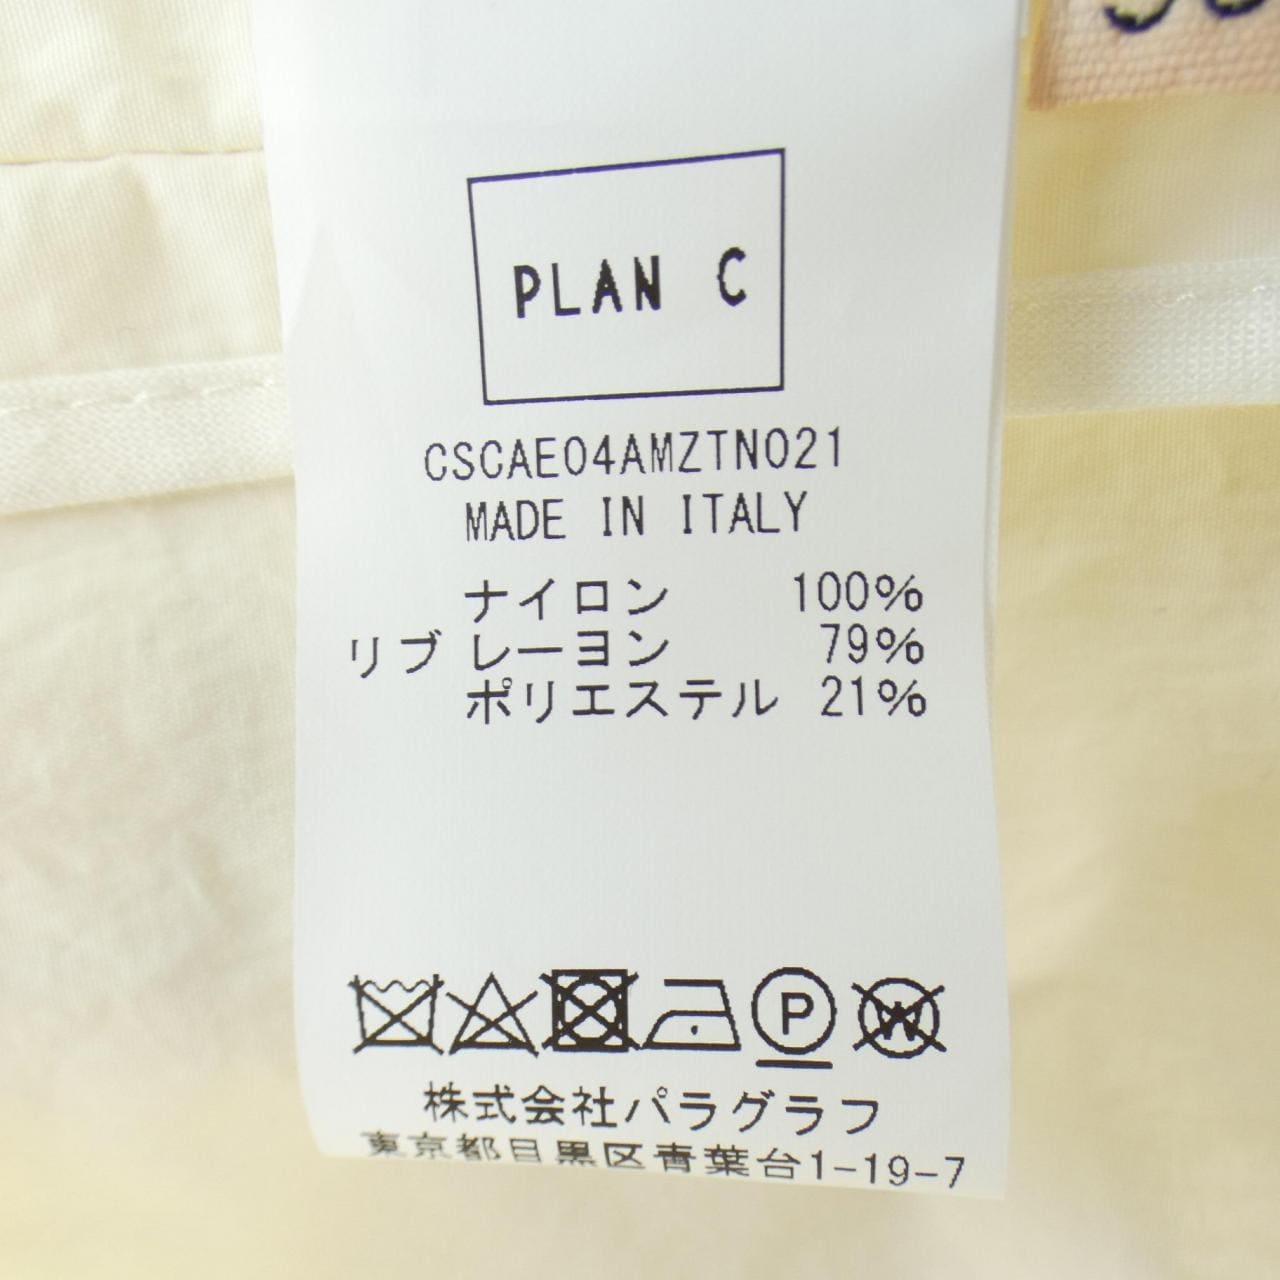 PLAN C
CSCAE04AMZTN021
MADE IN ITALY
ナイロン 100%
リブ レーヨン 79%
ポリエステル 21%
P W
株式会社パラグラフ
東京都目黒区青葉台1-19-7